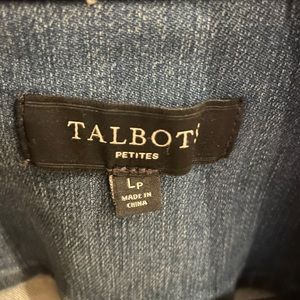 TALBOTS
PETITES
LP
MADE IN
CHINA